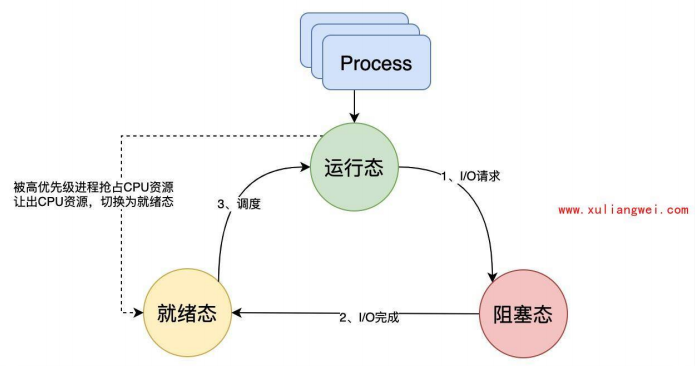 Process
运行态
被高优先级进程抢占CPU资源
让出CPU资源，切换为就绪态
1、I/O请求
3、调度
www.xuliangwei.com
就绪态
2、I/O完成
阻塞态